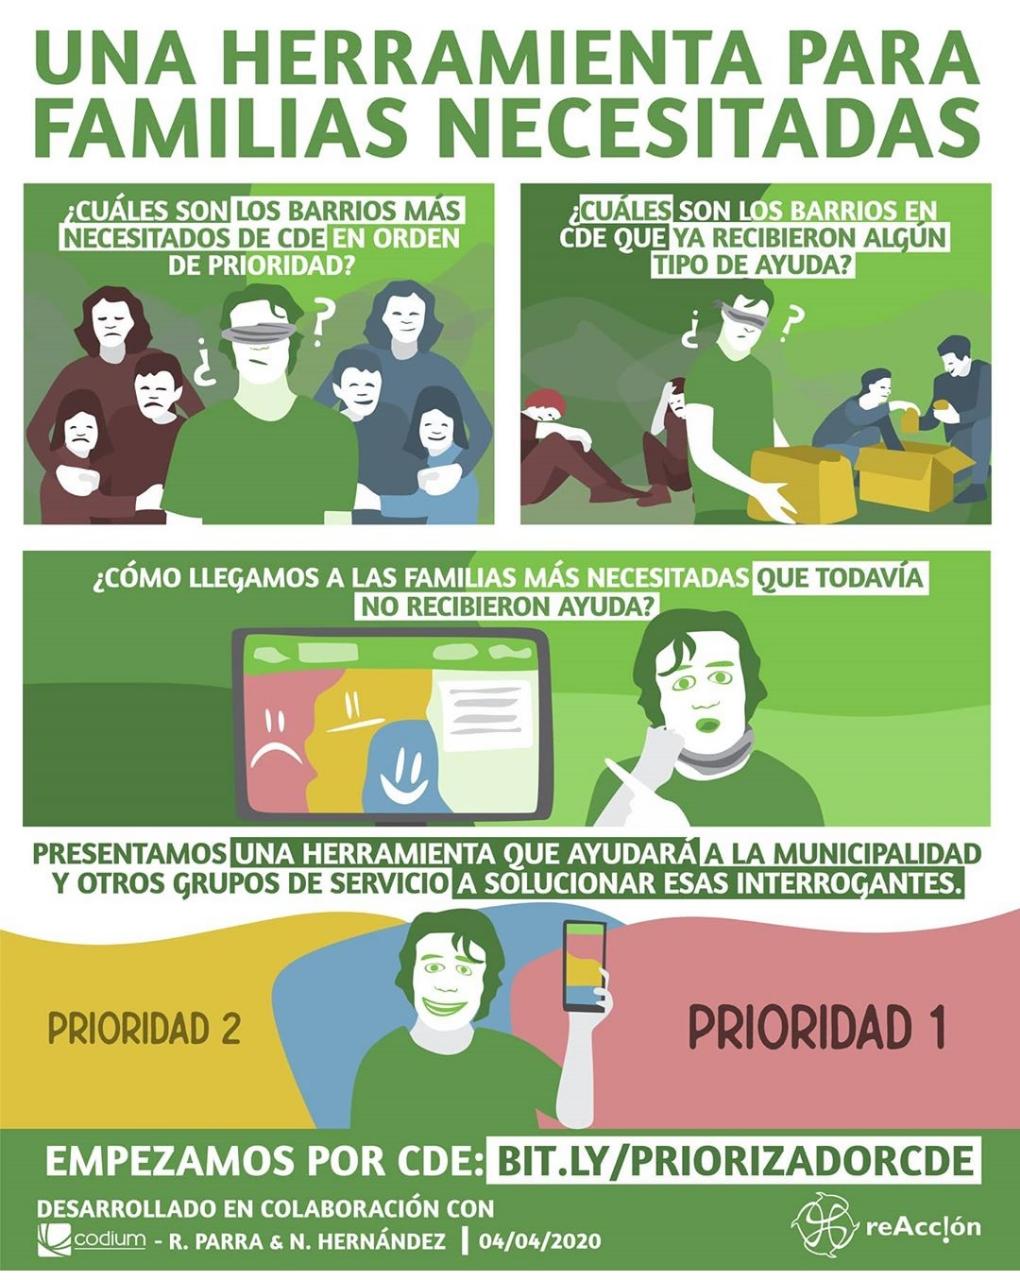 UNA HERRAMIENTA PARA
FAMILIAS NECESITADAS
¿CUÁLES SON LOS BARRIOS MÁS
NECESITADOS DE CDE EN ORDEN
DE PRIORIDAD?
¿ ?
¿CUÁLES SON LOS BARRIOS EN
CDE QUE YA RECIBIERON ALGÚN
TIPO DE AYUDA?
¿ ?
¿CÓMO LLEGAMOS A LAS FAMILIAS MÁS NECESITADAS QUE TODAVÍA
NO RECIBIERON AYUDA?
PRESENTAMOS UNA HERRAMIENTA QUE AYUDARÁ A LA MUNICIPALIDAD
Y OTROS GRUPOS DE SERVICIO A SOLUCIONAR ESAS INTERROGANTES.
PRIORIDAD 2
PRIORIDAD 1
EMPEZAMOS POR CDE: BIT.LY/PRIORIZADORCDE
DESARROLLADO EN COLABORACIÓN CON
codium - R. PARRA & N. HERNÁNDEZ | 04/04/2020
reAcc!ón